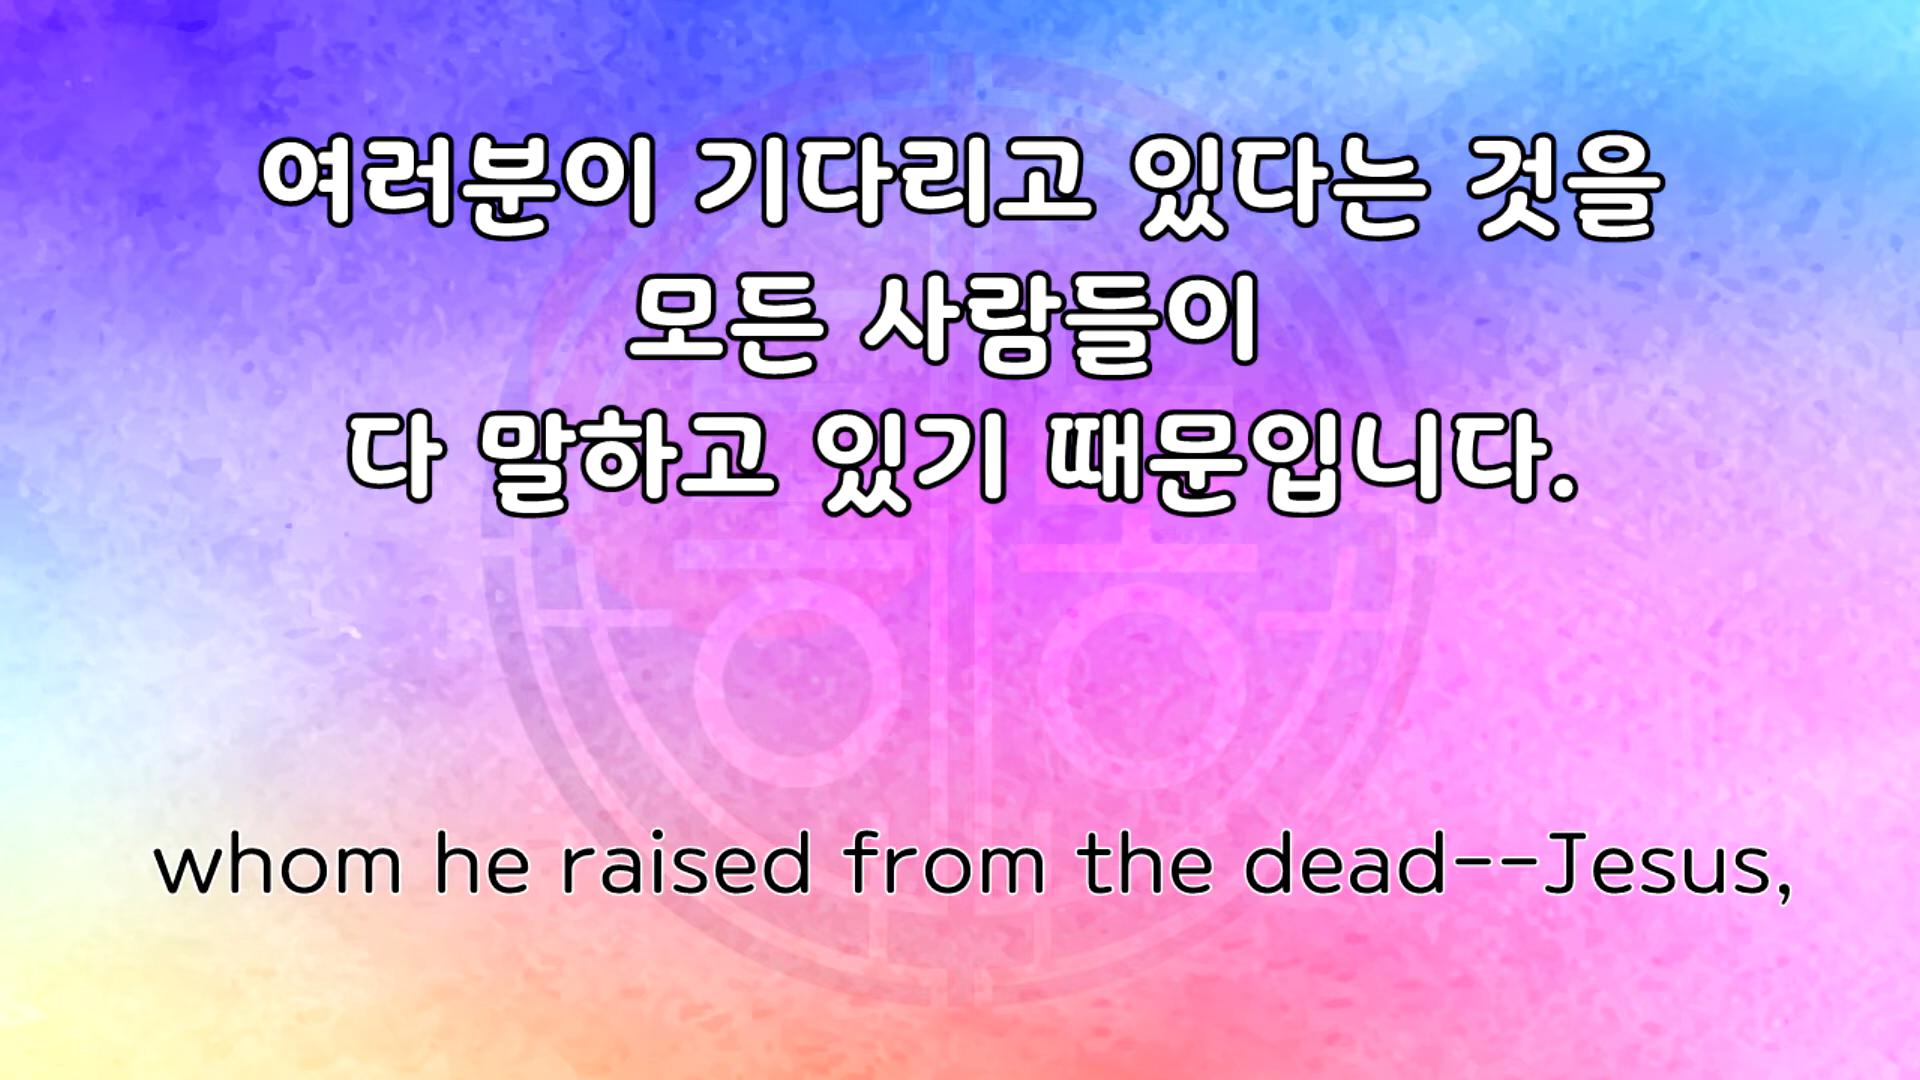 여러분이 기다리고 있다는 것을
모든 사람들이
다 말하고 있기 때문입니다.
whom he raised from the dead--Jesus,